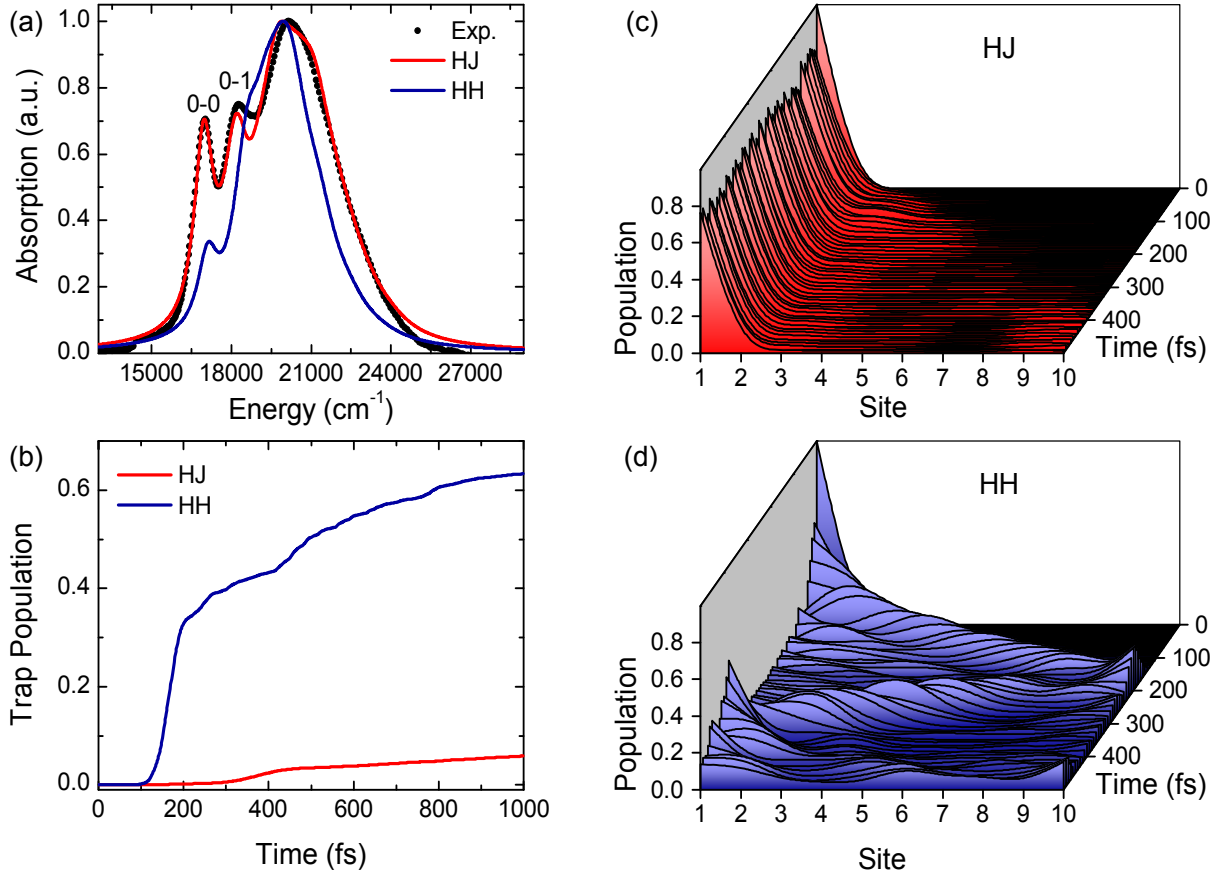 (a)
1.0
0.8
0.6
0.4
0.2
0.0
Absorption (a.u.)
0-0
0-1
Exp.
HJ
HH
15000 18000 21000 24000 27000
Energy (cm⁻¹)
(b)
0.6
0.4
0.2
0.0
Trap Population
HJ
HH
0 200 400 600 800 1000
Time (fs)
(c)
HJ
0.8
0.6
0.4
0.2
0.0
Population
1 2 3 4 5 6 7 8 9 10
Site
0
100
200
300
400
Time (fs)
(d)
HH
0.8
0.6
0.4
0.2
0.0
Population
1 2 3 4 5 6 7 8 9 10
Site
0
100
200
300
400
Time (fs)